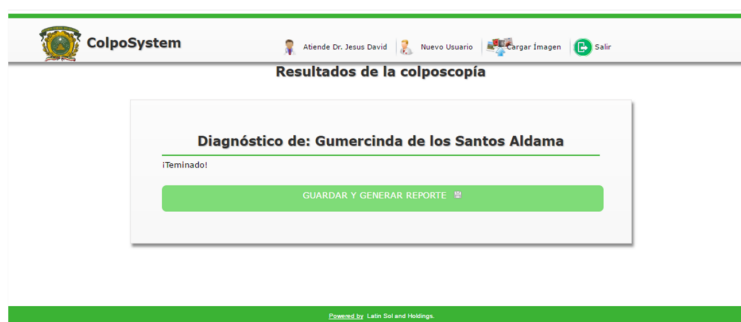 ColpoSystem
Atiende Dr. Jesus David
Nuevo Usuario
Cargar Ímagen
Salir
Resultados de la colposcopía
Diagnóstico de: Gumercinda de los Santos Aldama
¡Teminado!
GUARDAR Y GENERAR REPORTE
Powered by Latin Sol and Holdings.